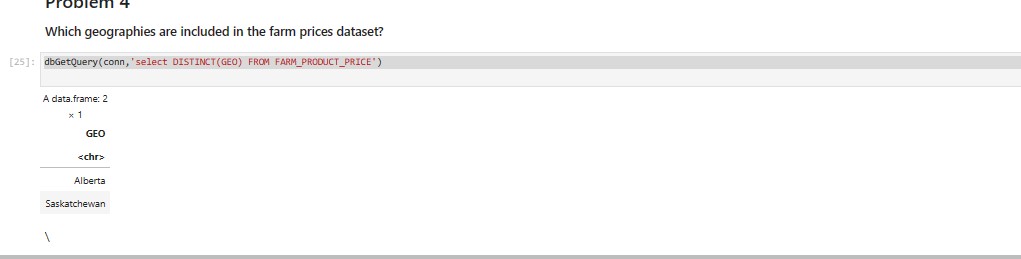 Problem 4
Which geographies are included in the farm prices dataset?
[25]: dbGetQuery(conn,'select DISTINCT(GEO) FROM FARM_PRODUCT_PRICE')
A data.frame: 2
× 1
GEO
<chr>
Alberta
Saskatchewan
\